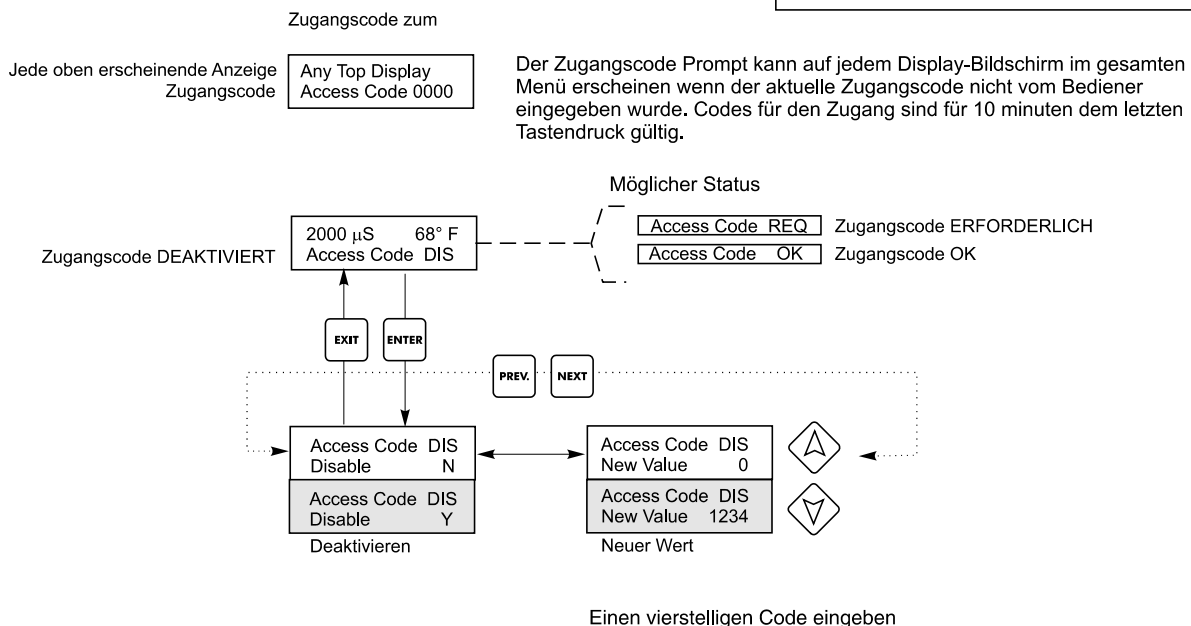 Zugangscode zum
Jede oben erscheinende Anzeige
Zugangscode
Any Top Display
Access Code 0000
Der Zugangscode Prompt kann auf jedem Display-Bildschirm im gesamten
Menü erscheinen wenn der aktuelle Zugangscode nicht vom Bediener
eingegeben wurde. Codes für den Zugang sind für 10 minuten dem letzten
Tastendruck gültig.
Möglicher Status
Zugangscode DEAKTIVIERT
2000 µS 68° F
Access Code DIS
Access Code REQ Zugangscode ERFORDERLICH
Access Code OK Zugangscode OK
EXIT ENTER
PREV. NEXT
Access Code DIS
Disable N
Access Code DIS
Disable Y
Deaktivieren
Access Code DIS
New Value 0
Access Code DIS
New Value 1234
Neuer Wert
Einen vierstelligen Code eingeben